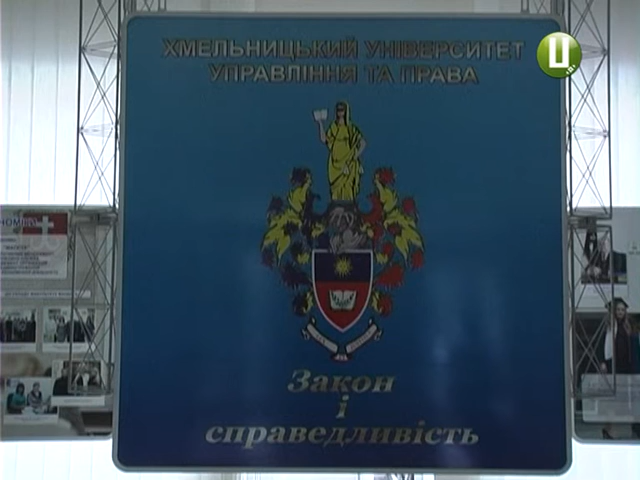 ХМЕЛЬНИЦЬКИЙ УНІВЕРСИТЕТ
УПРАВЛІННЯ ТА ПРАВА
Ц
Закон
і
справедливість